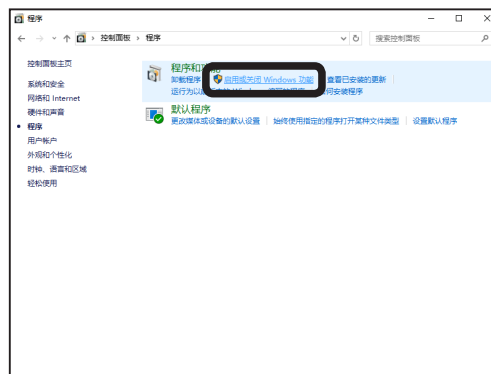 程序
控制面板 › 程序
搜索控制面板
控制面板主页
系统和安全
网络和 Internet
硬件和声音
程序
用户帐户
外观和个性化
时钟、语言和区域
轻松使用
程序和功能
卸载程序 启用或关闭 Windows 功能 查看已安装的更新
运行为以 何安装程序
默认程序
更改媒体或设备的默认设置 始终使用指定的程序打开某种文件类型 设置默认程序